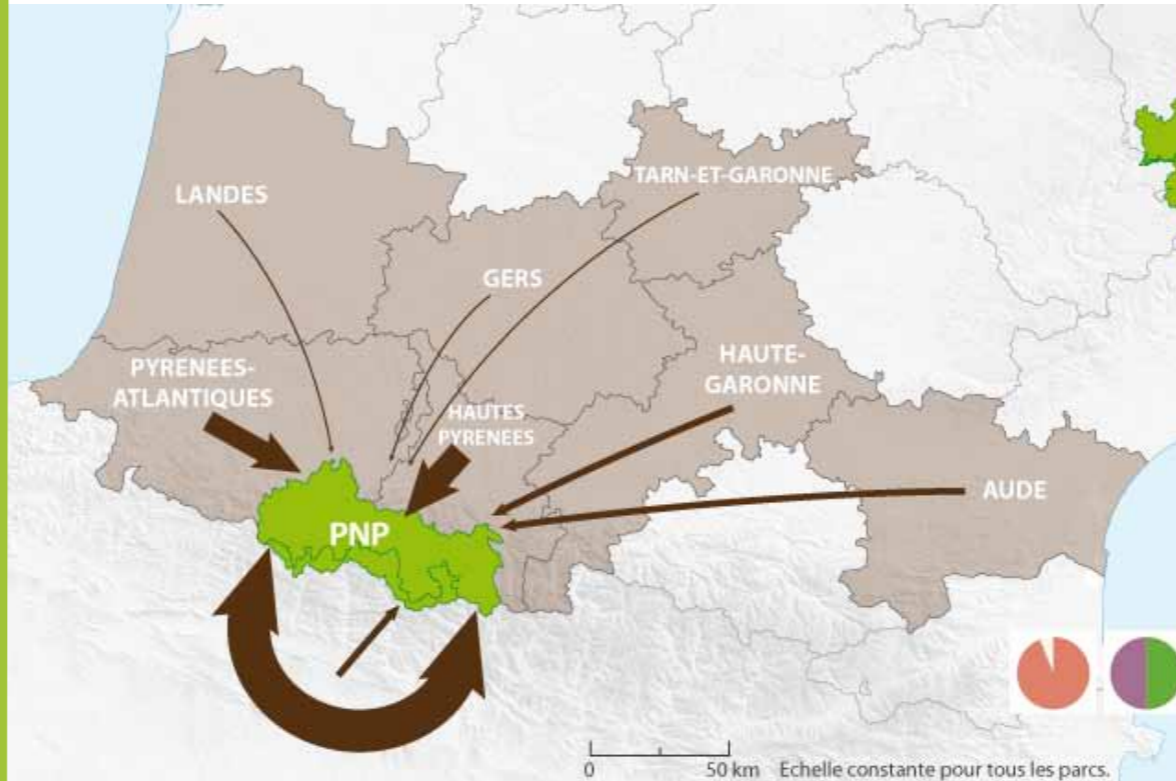 LANDES
TARN-ET-GARONNE
GERS
PYRENEES-
ATLANTIQUES
HAUTE-
GARONNE
HAUTES
PYRENEES
AUDE
PNP
0
50 km
Echelle constante pour tous les parcs.